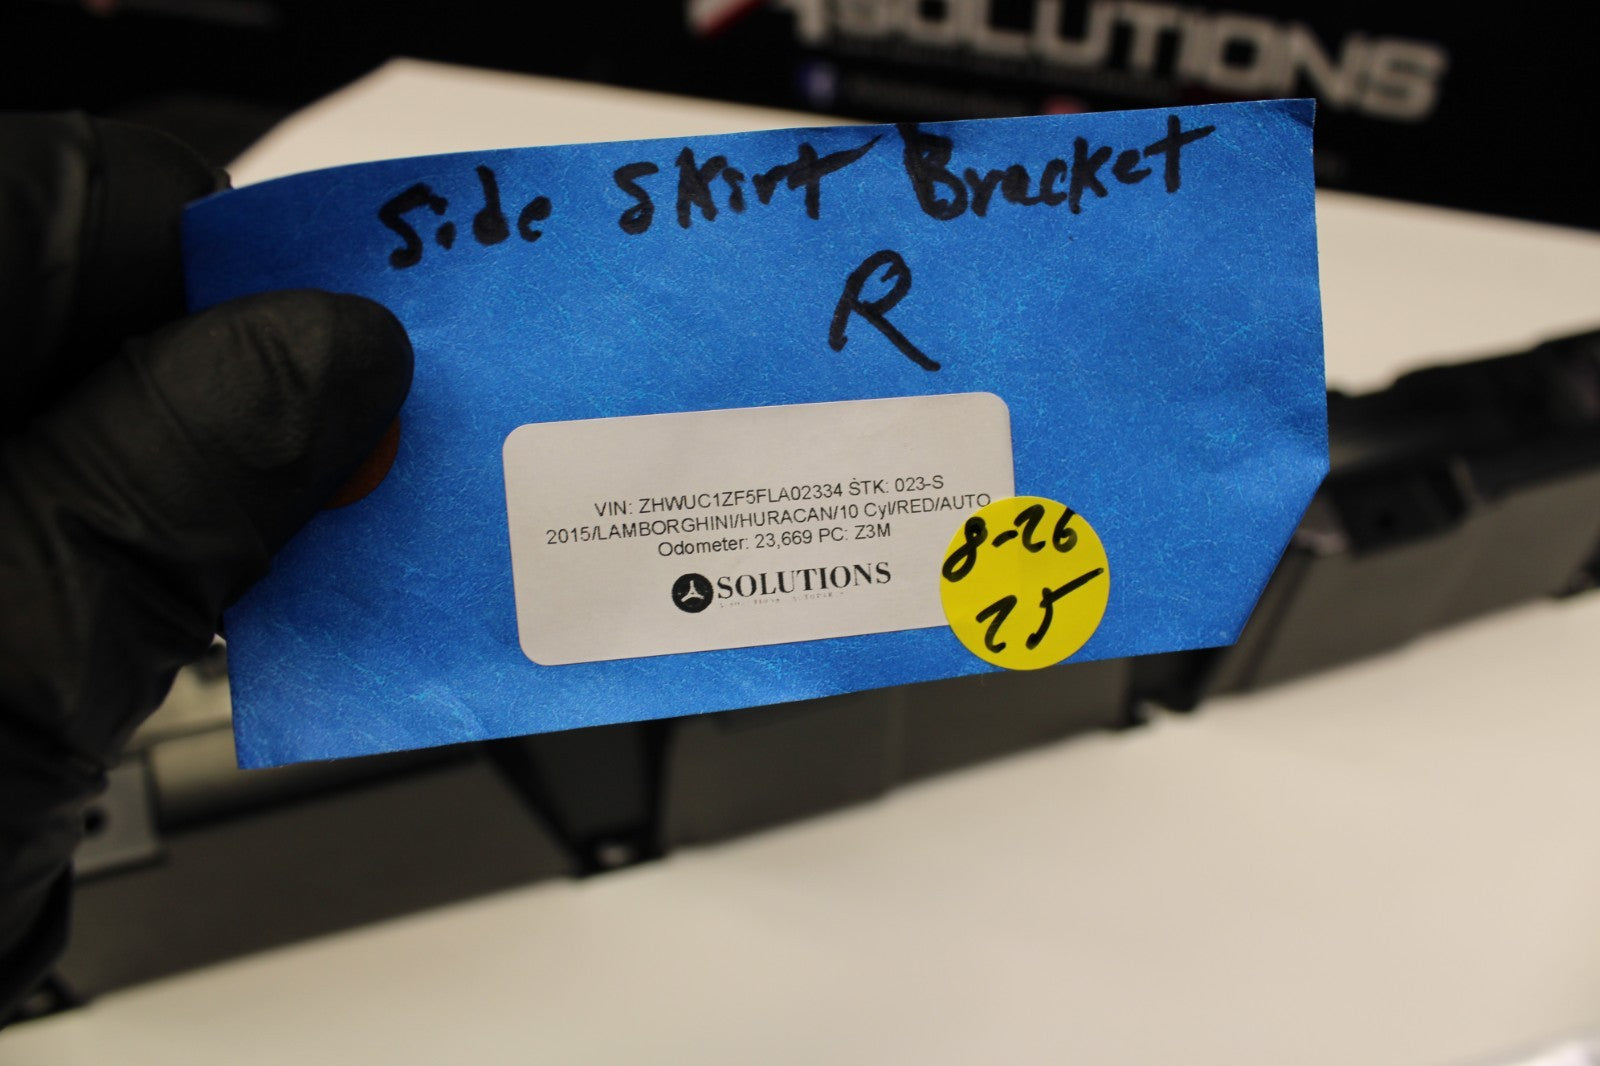 SOLUTIONS
Side Skirt Bracket
R
VIN: ZHWUC1ZF5FLA02334 STK: 023-S
2015/LAMBORGHINI/HURACAN/10 Cyl/RED/AUTO
Odometer: 23,669 PC: Z3M
SOLUTIONS
8-26
25